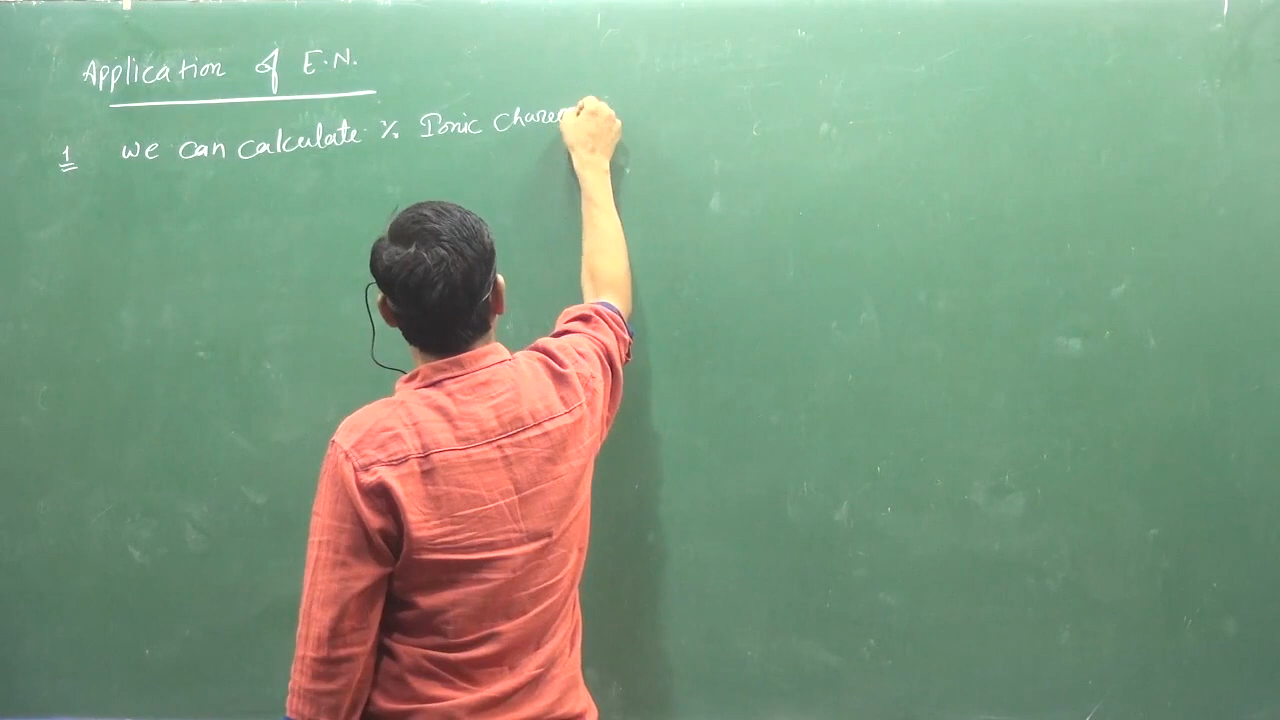 Application of E.N.
1 we can calculate % Ionic